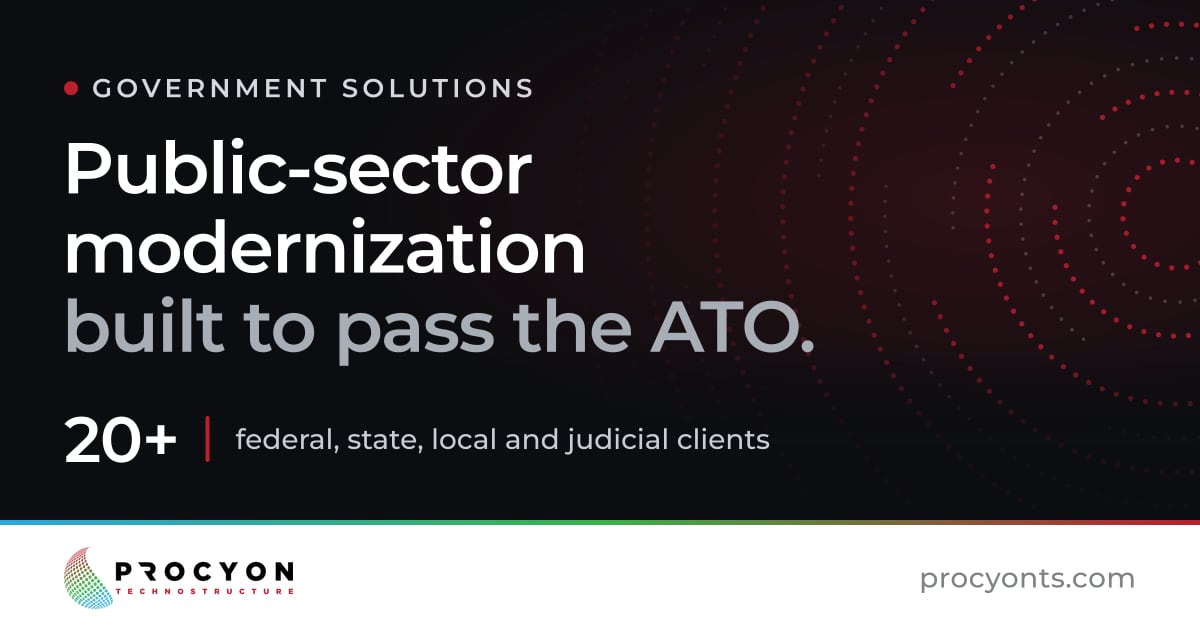 GOVERNMENT SOLUTIONS
Public-sector
modernization
built to pass the ATO.
20+ | federal, state, local and judicial clients
PROCYON
TECHNOSTRUCTURE
procyonts.com